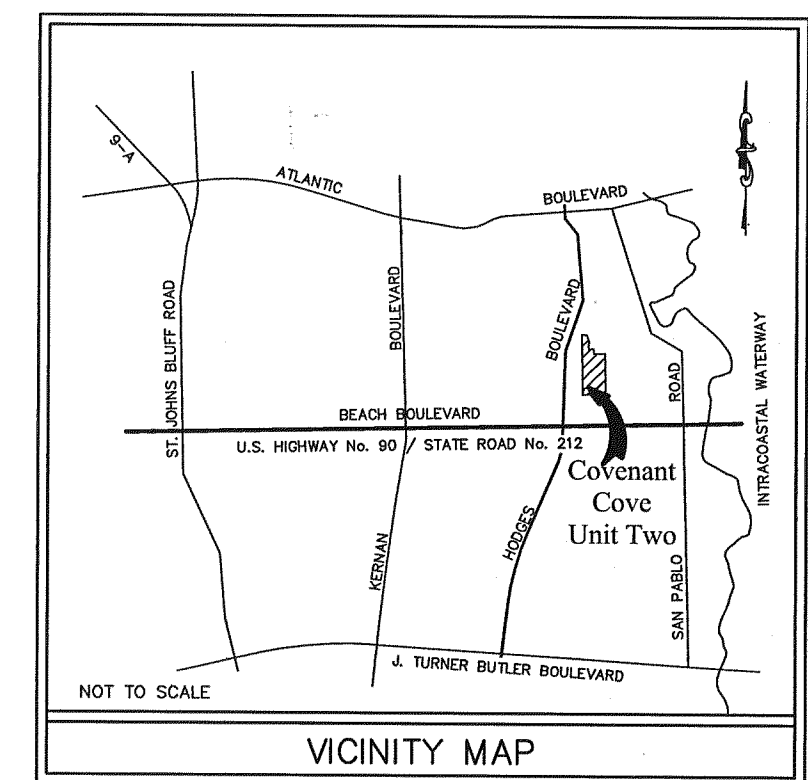 9-A
ATLANTIC
BOULEVARD
ST. JOHNS BLUFF ROAD
BOULEVARD
BOULEVARD
ROAD
INTRACOASTAL WATERWAY
BEACH BOULEVARD
U.S. HIGHWAY No. 90 / STATE ROAD No. 212
Covenant
Cove
Unit Two
KERNAN
HODGES
SAN PABLO
J. TURNER BUTLER BOULEVARD
NOT TO SCALE
VICINITY MAP